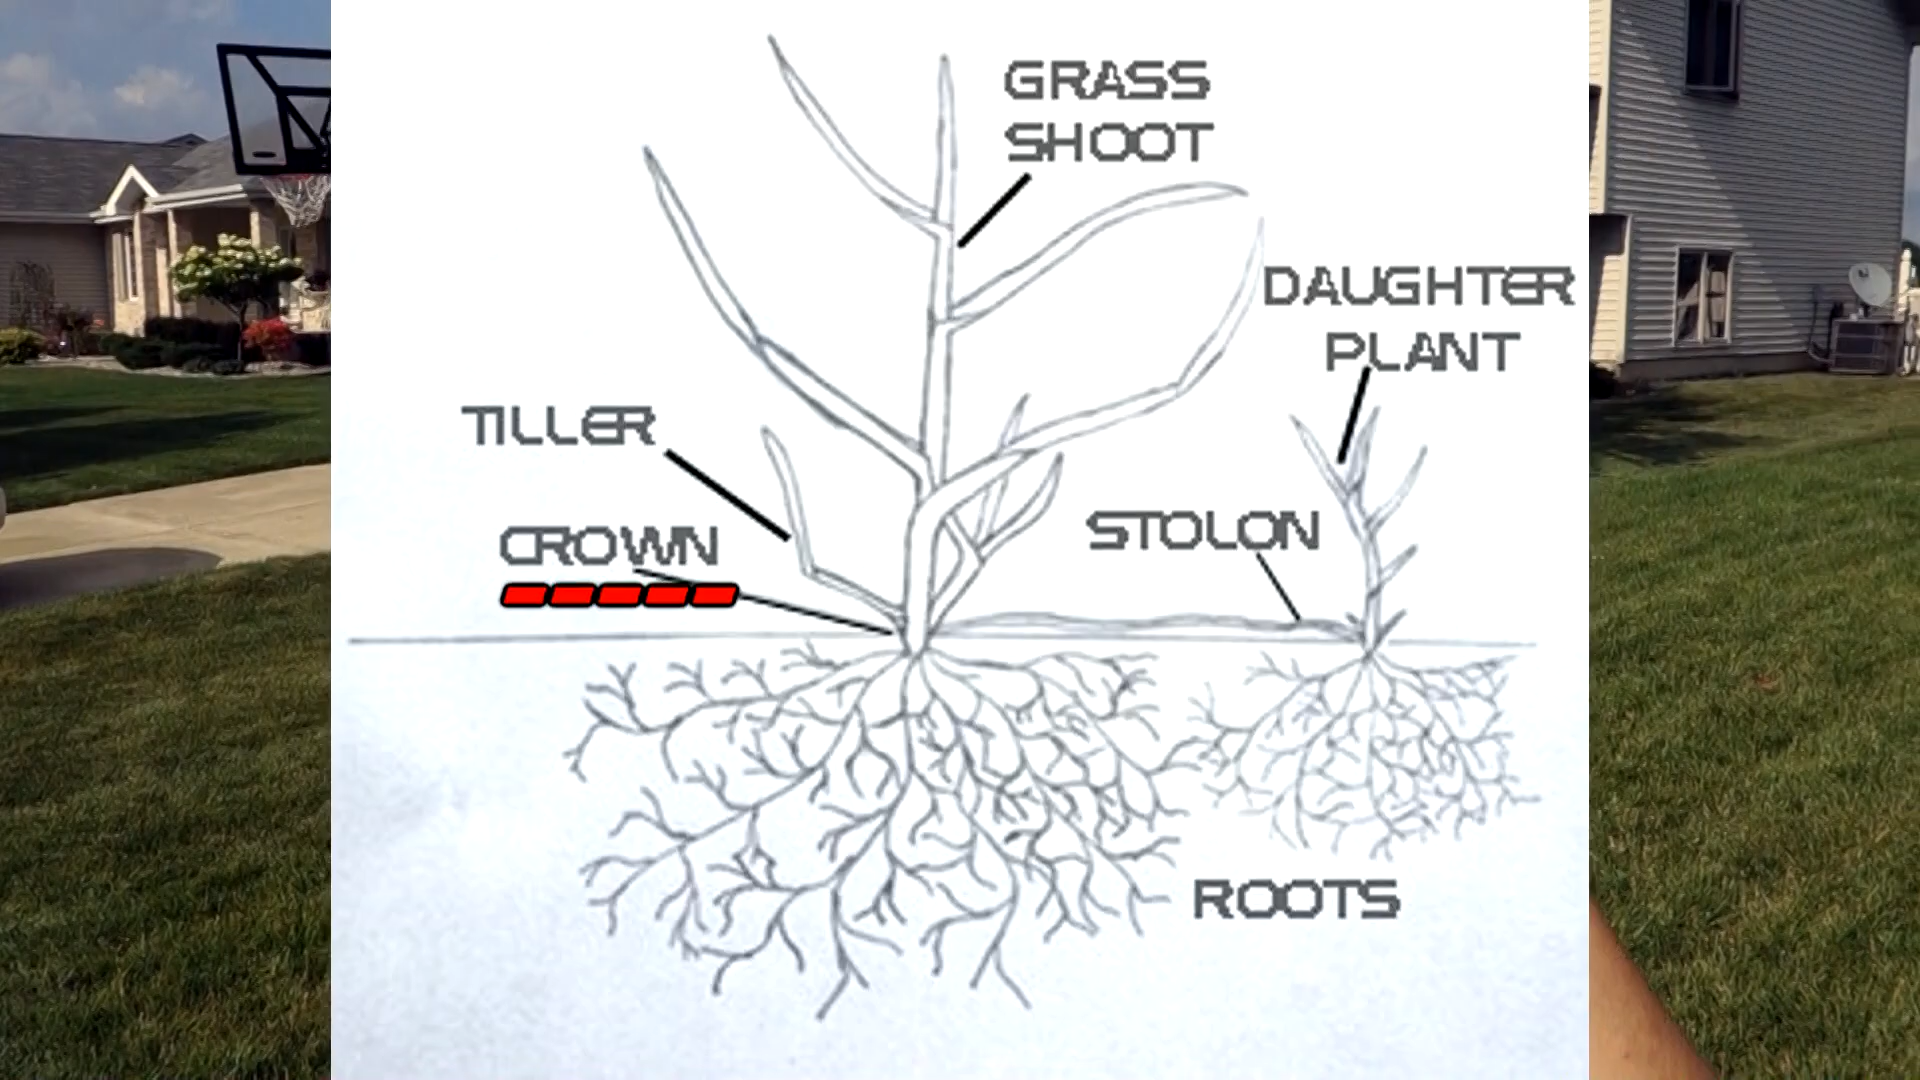 GRASS
SHOOT
DAUGHTER
PLANT
TILLER
CROWN
STOLON
ROOTS